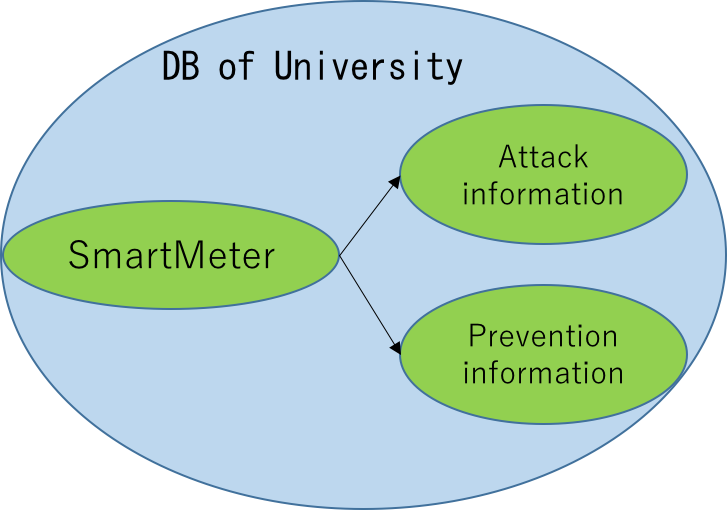 DB of University
Attack
information
SmartMeter
Prevention
information